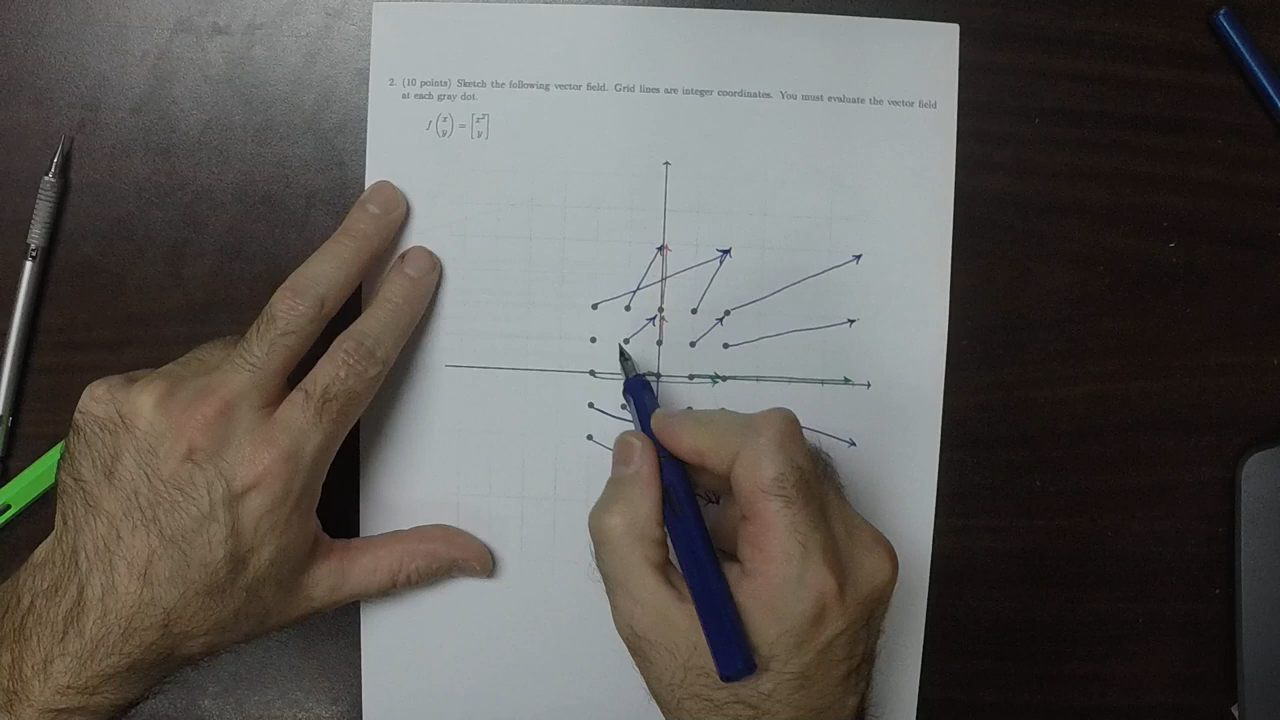 2. (10 points) Sketch the following vector field. Grid lines are integer coordinates. You must evaluate the vector field
at each gray dot.
f(x y) = [x² y]